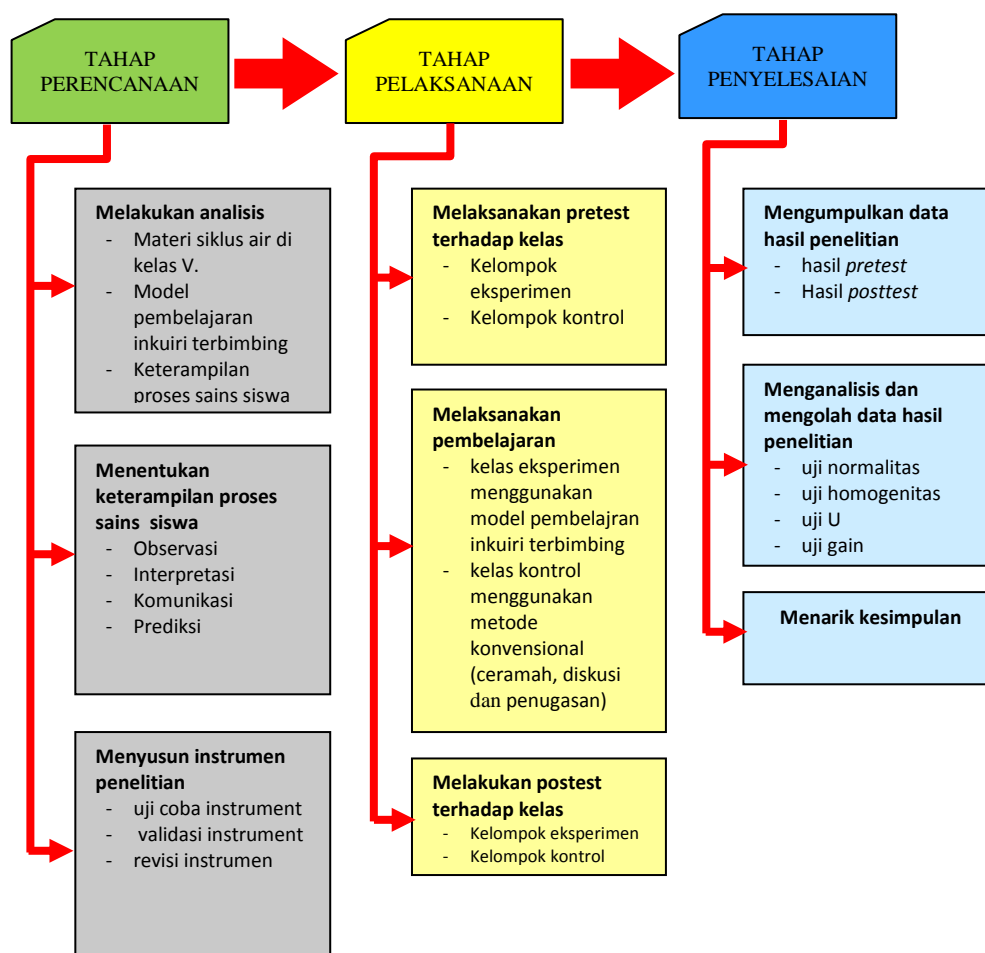 TAHAP
PERENCANAAN
TAHAP
PELAKSANAAN
TAHAP
PENYELESAIAN
Melakukan analisis
- Materi siklus air di
kelas V.
- Model
pembelajaran
inkuiri terbimbing
- Keterampilan
proses sains siswa
Menentukan
keterampilan proses
sains siswa
- Observasi
- Interpretasi
- Komunikasi
- Prediksi
Menyusun instrumen
penelitian
- uji coba instrument
- validasi instrument
- revisi instrumen
Melaksanakan pretest
terhadap kelas
- Kelompok
eksperimen
- Kelompok kontrol
Melaksanakan
pembelajaran
- kelas eksperimen
menggunakan
model pembelajran
inkuiri terbimbing
- kelas kontrol
menggunakan
metode
konvensional
(ceramah, diskusi
dan penugasan)
Melakukan postest
terhadap kelas
- Kelompok eksperimen
- Kelompok kontrol
Mengumpulkan data
hasil penelitian
- hasil pretest
- Hasil posttest
Menganalisis dan
mengolah data hasil
penelitian
- uji normalitas
- uji homogenitas
- uji U
- uji gain
Menarik kesimpulan